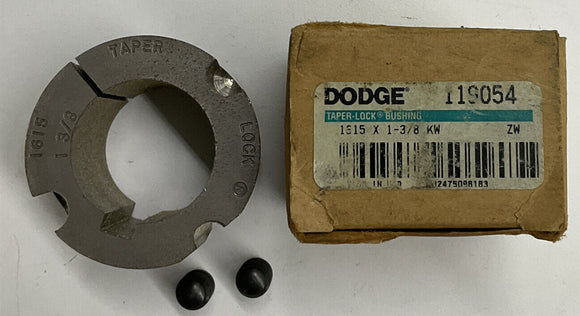 TAPER
LOCK
1615
1 3/8
DODGE® 119054
TAPER-LOCK® BUSHING
1615 X 1-3/8 KW ZW